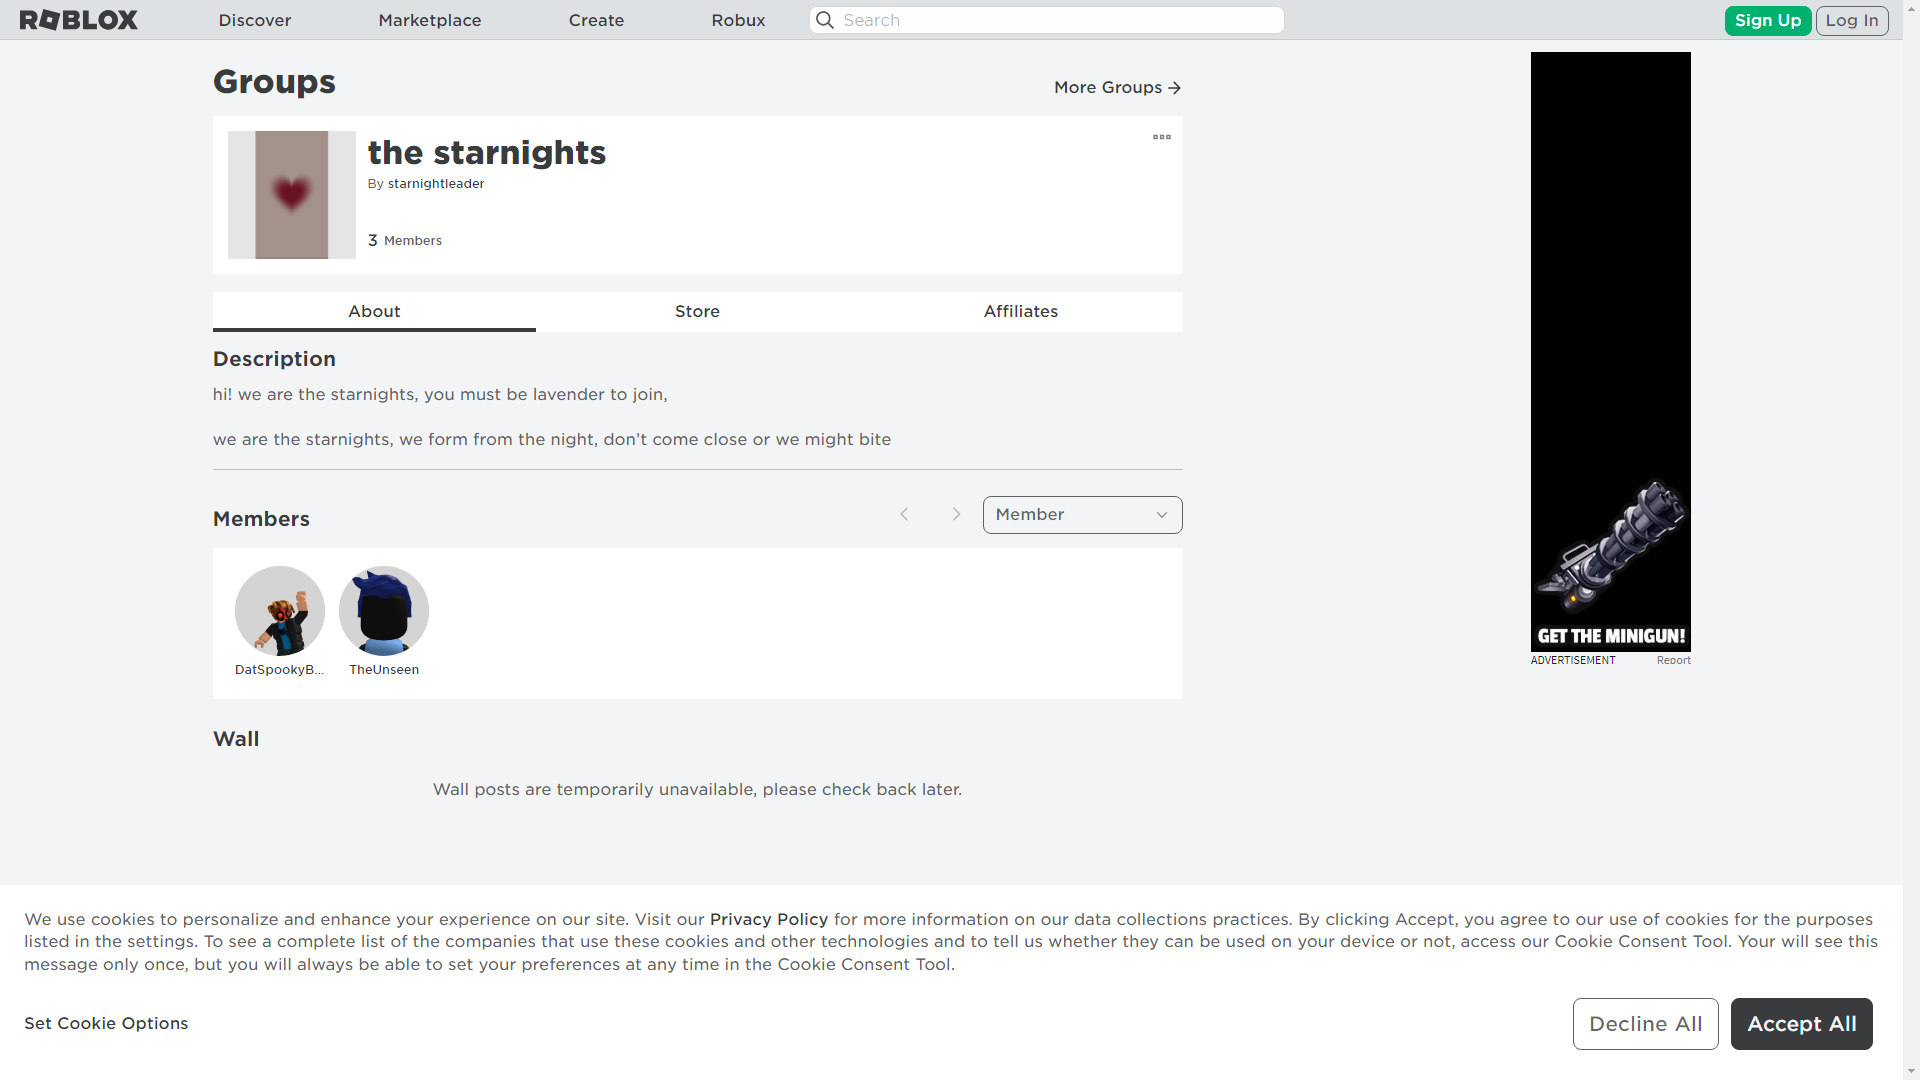 ROBLOX
Discover
Marketplace
Create
Robux
Search
Sign Up
Log In
Groups
More Groups
the starnights
By starnightleader
3 Members
About
Store
Affiliates
Description
hi! we are the starnights, you must be lavender to join,
we are the starnights, we form from the night, don’t come close or we might bite
Members
Member
DatSpookyB...
TheUnseen
Wall
Wall posts are temporarily unavailable, please check back later.
GET THE MINIGUN!
ADVERTISEMENT
Report
We use cookies to personalize and enhance your experience on our site. Visit our Privacy Policy for more information on our data collections practices. By clicking Accept, you agree to our use of cookies for the purposes
listed in the settings. To see a complete list of the companies that use these cookies and other technologies and to tell us whether they can be used on your device or not, access our Cookie Consent Tool. Your will see this
message only once, but you will always be able to set your preferences at any time in the Cookie Consent Tool.
Set Cookie Options
Decline All
Accept All